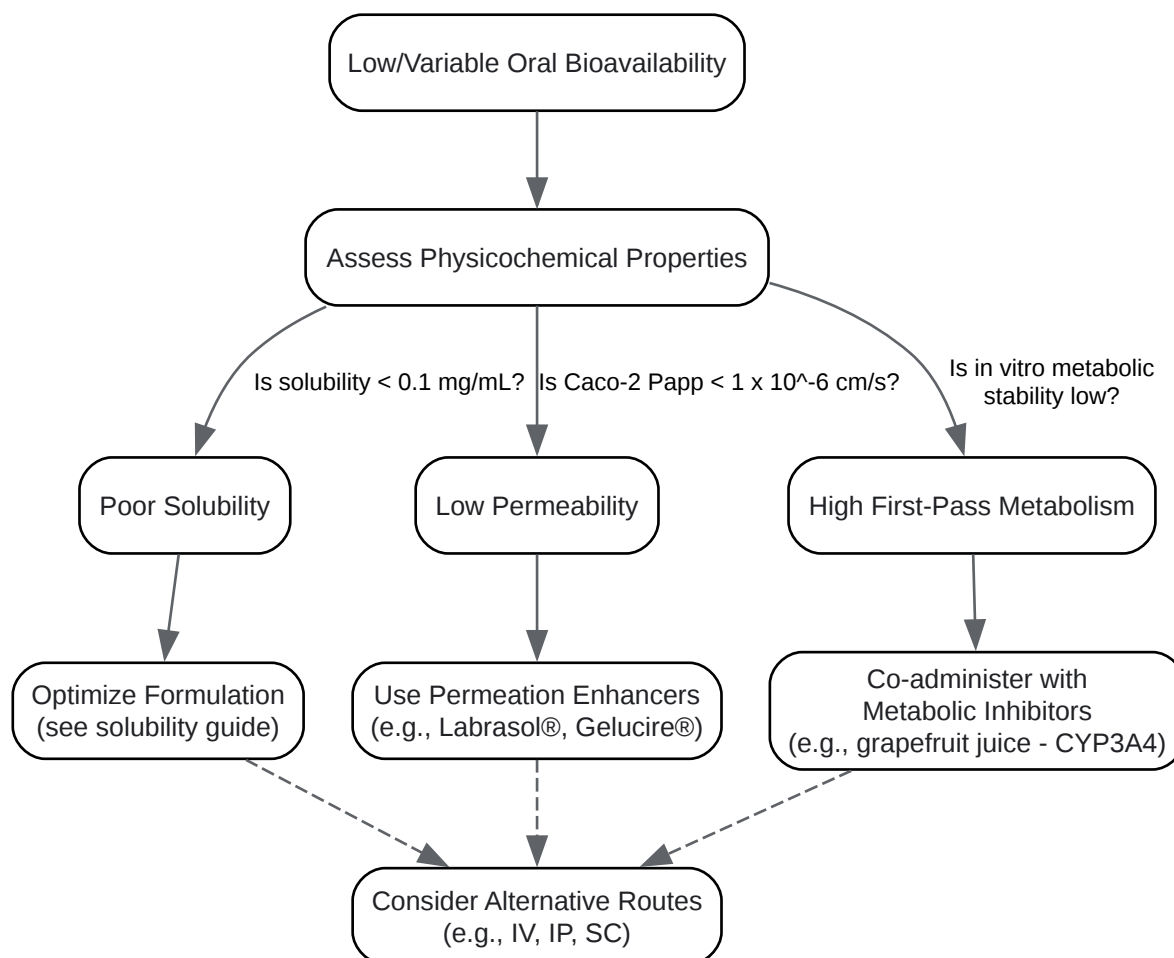 Low/Variable Oral Bioavailability
Assess Physicochemical Properties
Is solubility < 0.1 mg/mL?
Is Caco-2 Papp < 1 x 10^-6 cm/s?
Is in vitro metabolic
stability low?
Poor Solubility
Low Permeability
High First-Pass Metabolism
Optimize Formulation
(see solubility guide)
Use Permeation Enhancers
(e.g., Labrasol®, Gelucire®)
Co-administer with
Metabolic Inhibitors
(e.g., grapefruit juice - CYP3A4)
Consider Alternative Routes
(e.g., IV, IP, SC)